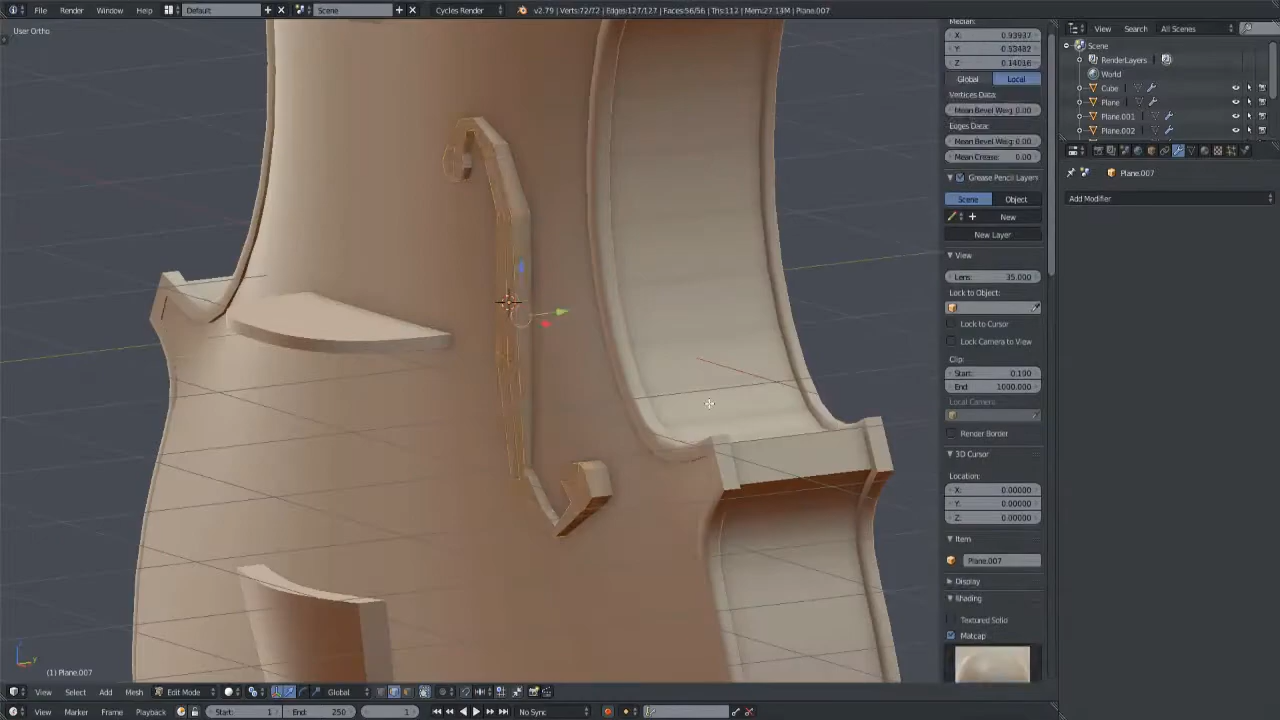 File Render Window Help Default Scene Cycles Render v2.79 | Verts:72/72 | Edges:127/127 | Faces:56/56 | Tris:112 | Mem:27.13M | Plane.007
User Ortho
Median:
X: 0.93937
Y: 0.53482
Z: 0.14016
Global Local
Vertices Data:
Mean Bevel Weig: 0.00
Edges Data:
Mean Bevel Weig: 0.00
Mean Crease: 0.00
Grease Pencil Layers
Scene Object
New
New Layer
View
Lens: 35.000
Lock to Object:
Lock to Cursor
Lock Camera to View
Clip:
Start: 0.100
End: 1000.000
Local Camera:
Render Border
3D Cursor
Location:
X: 0.00000
Y: 0.00000
Z: 0.00000
Item
Plane.007
Display
Shading
Textured Solid
Matcap
View Search All Scenes
Scene
RenderLayers
World
Cube
Plane
Plane.001
Plane.002
Plane.007
Add Modifier
(1) Plane.007
View Select Add Mesh Edit Mode Global
View Marker Frame Playback Start: 1 End: 250 1 No Sync